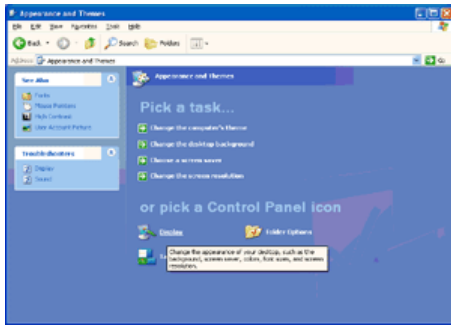 Appearance and Themes
File Edit View Favorites Tools Help
Back Search Folders
Address Appearance and Themes Go
See Also
Fonts
Mouse Pointers
High Contrast
User Account Picture
Troubleshooters
Display
Sound
Appearance and Themes
Pick a task...
Change the computer's theme
Change the desktop background
Choose a screen saver
Change the screen resolution
or pick a Control Panel icon
Display Folder Options
Change the appearance of your desktop, such as the
background, screen saver, colors, font sizes, and screen
resolution.